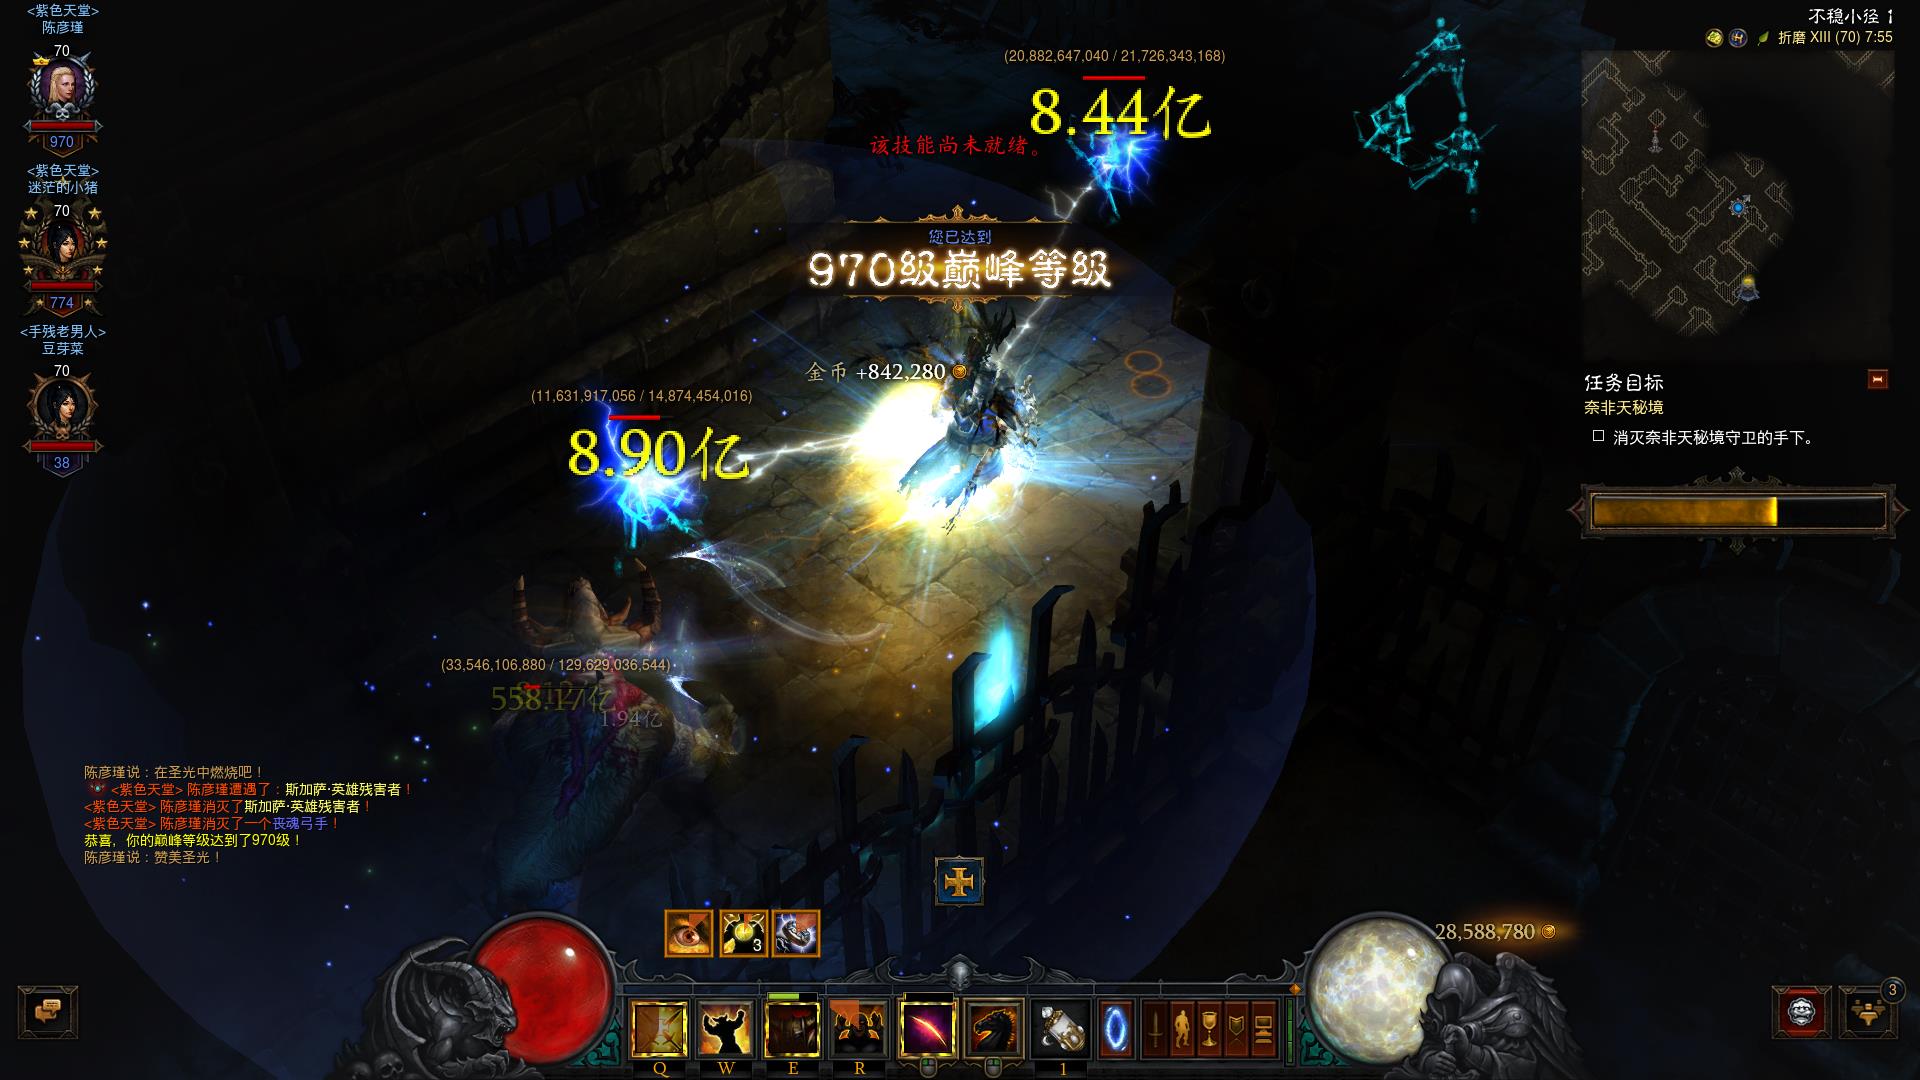 <紫色天堂>
陈彦瑾
70
970
<紫色天堂>
迷茫的小猪
70
774
<手残老男人>
豆芽菜
70
38
不稳小径 1
折磨 XIII (70) 7:55
(20,882,647,040 / 21,726,343,168)
8.44亿
该技能尚未就绪。
您已达到
970级巅峰等级
金币 +842,280
(11,631,917,056 / 14,874,454,016)
8.90亿
任务目标
奈非天秘境
消灭奈非天秘境守卫的手下。
(33,546,106,880 / 129,629,036,544)
558.17亿
1.94亿
陈彦瑾说：在圣光中燃烧吧！
<紫色天堂> 陈彦瑾遭遇了：斯加萨·英雄残害者！
<紫色天堂> 陈彦瑾消灭了斯加萨·英雄残害者！
<紫色天堂> 陈彦瑾消灭了一个丧魂弓手！
恭喜，你的巅峰等级达到了970级！
陈彦瑾说：赞美圣光！
3
28,588,780
3
Q W E R 1